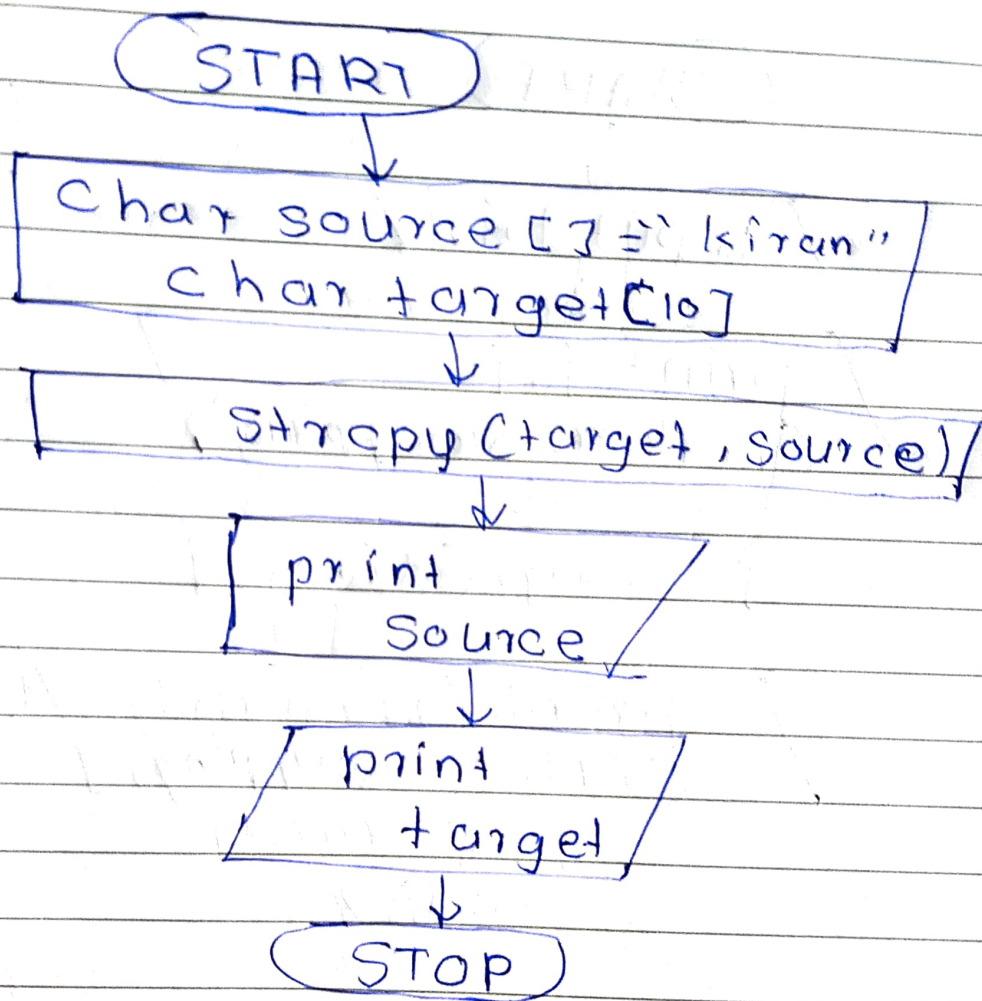 START
Char source [ ] = "kiran"
Char target[10]
Strcpy (target, source)
print
Source
print
target
STOP